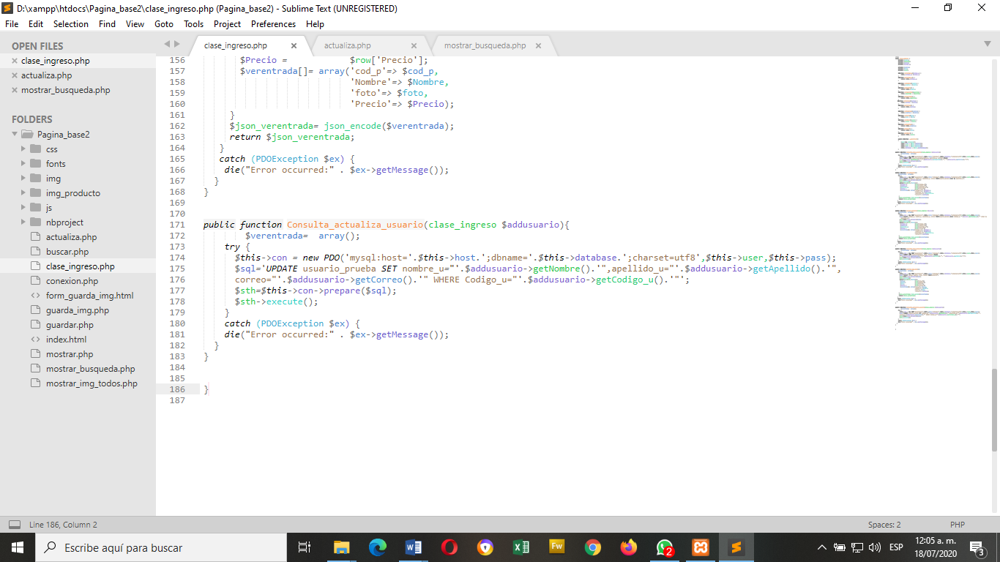 D:\xampp\htdocs\Pagina_base2\clase_ingreso.php (Pagina_base2) - Sublime Text (UNREGISTERED)
File Edit Selection Find View Goto Tools Project Preferences Help
OPEN FILES
clase_ingreso.php
actualiza.php
mostrar_busqueda.php
FOLDERS
Pagina_base2
css
fonts
img
img_producto
js
nbproject
actualiza.php
buscar.php
clase_ingreso.php
conexion.php
form_guarda_img.html
guarda_img.php
guardar.php
index.html
mostrar.php
mostrar_busqueda.php
mostrar_img_todos.php
clase_ingreso.php actualiza.php mostrar_busqueda.php
156 $Precio = $row['Precio'];
157 $verentrada[]= array('cod_p'=> $cod_p,
158 'Nombre'=> $Nombre,
159 'foto'=> $foto,
160 'Precio'=> $Precio);
161 }
162 $json_verentrada= json_encode($verentrada);
163 return $json_verentrada;
164 }
165 catch (PDOException $ex) {
166 die("Error occurred:" . $ex->getMessage());
167 }
168 }
169
170
171 public function Consulta_actualiza_usuario(clase_ingreso $addusuario){
172 $verentrada= array();
173 try {
174 $this->con = new PDO('mysql:host='.$this->host.';dbname='.$this->database.';charset=utf8',$this->user,$this->pass);
175 $sql='UPDATE usuario_prueba SET nombre_u="'.$addusuario->getNombre().'",apellido_u="'.$addusuario->getApellido().'",
176 correo="'.$addusuario->getCorreo().'" WHERE Codigo_u="'.$addusuario->getCodigo_u().'"';
177 $sth=$this->con->prepare($sql);
178 $sth->execute();
179 }
180 catch (PDOException $ex) {
181 die("Error occurred:" . $ex->getMessage());
182 }
183 }
184
185
186 }
187
Line 186, Column 2
Spaces: 2
PHP
Escribe aquí para buscar
W
X
Fw
2
ESP
12:05 a. m.
18/07/2020
3